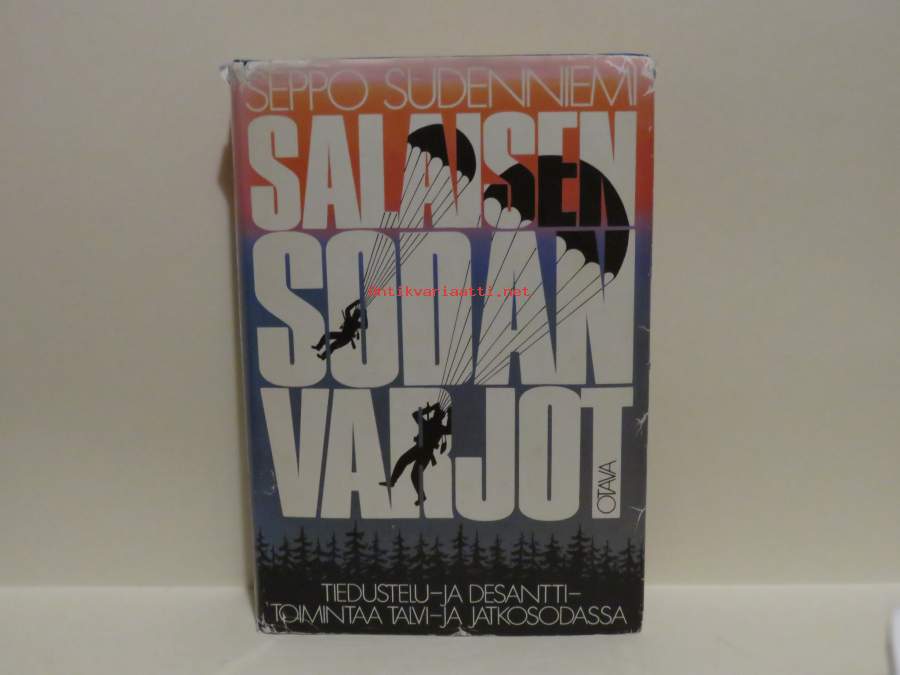 SEPPO SUDENNIEMI
SALAISEN
SODAN
antikvariaatti.net
VARJOT
OTAVA
TIEDUSTELU-JA DESANTTI-
TOIMINTAA TALVI-JA JATKOSODASSA